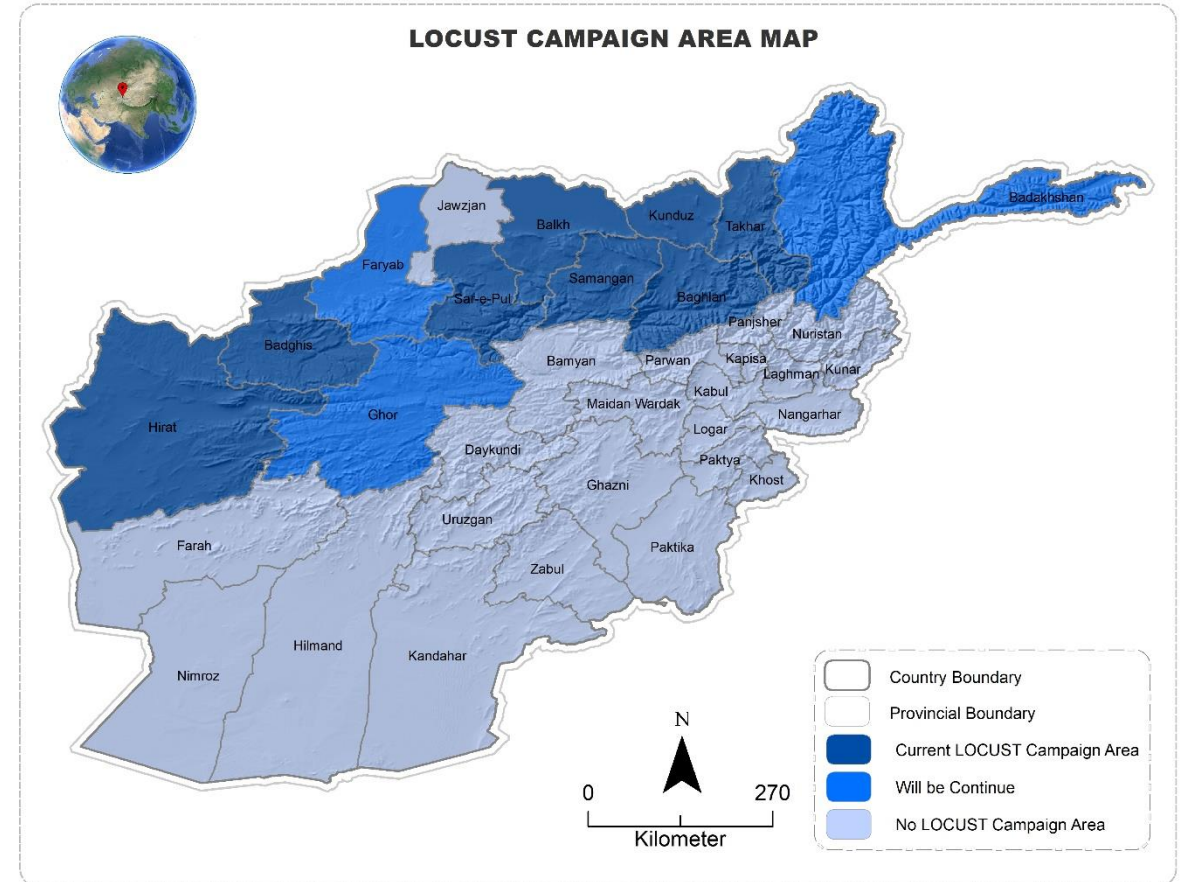 LOCUST CAMPAIGN AREA MAP
Jawzjan
Balkh
Kunduz
Takhar
Badakhshan
Faryab
Sar-e-Pul
Samangan
Baghlan
Badghis
Panjsher
Nuristan
Bamyan
Parwan
Kapisa
Laghman
Kunar
Hirat
Ghor
Maidan Wardak
Kabul
Nangarhar
Logar
Daykundi
Paktya
Khost
Ghazni
Uruzgan
Farah
Zabul
Paktika
Nimroz
Hilmand
Kandahar
N
0 270
Kilometer
Country Boundary
Provincial Boundary
Current LOCUST Campaign Area
Will be Continue
No LOCUST Campaign Area